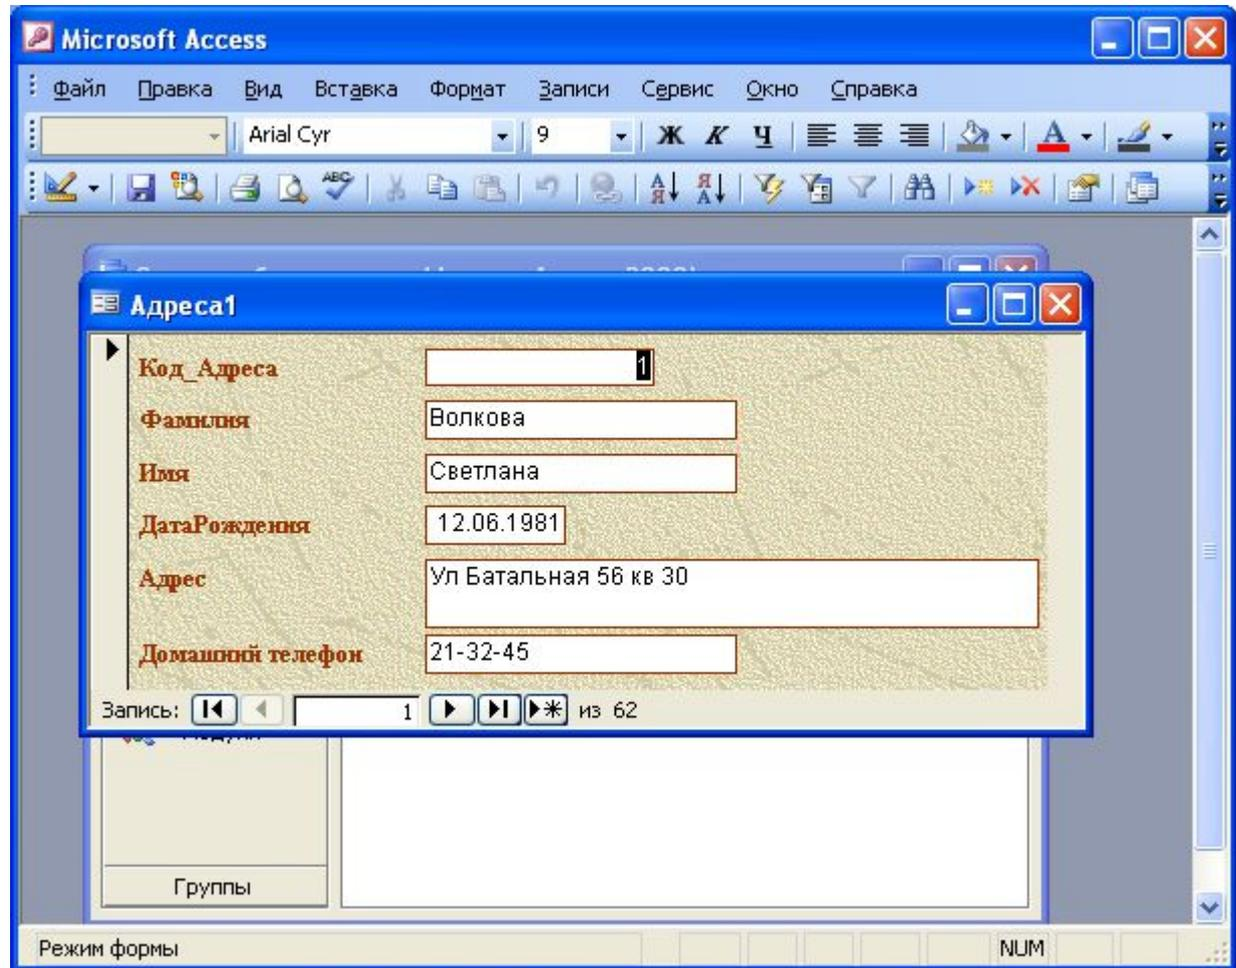 Microsoft Access
Файл Правка Вид Вставка Формат Записи Сервис Окно Справка
Arial Cyr 9 Ж К Ч А
ABC А Я Я А
Адреса1
Код_Адреса 1
Фамилия Волкова
Имя Светлана
ДатаРождения 12.06.1981
Адрес Ул Батальная 56 кв 30
Домашний телефон 21-32-45
Запись: 1 из 62
Группы
Режим формы NUM